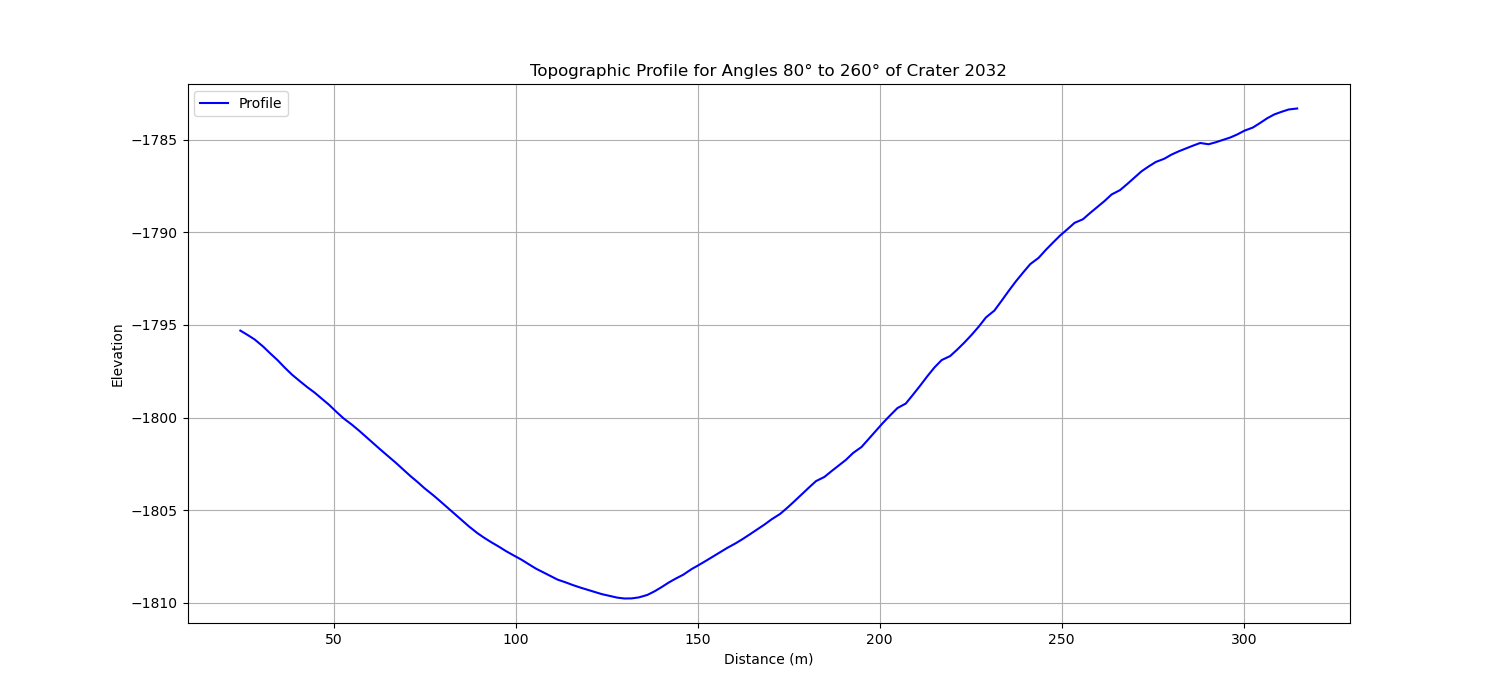 Topographic Profile for Angles 80° to 260° of Crater 2032
Profile
Elevation
−1785
−1790
−1795
−1800
−1805
−1810
50 100 150 200 250 300
Distance (m)